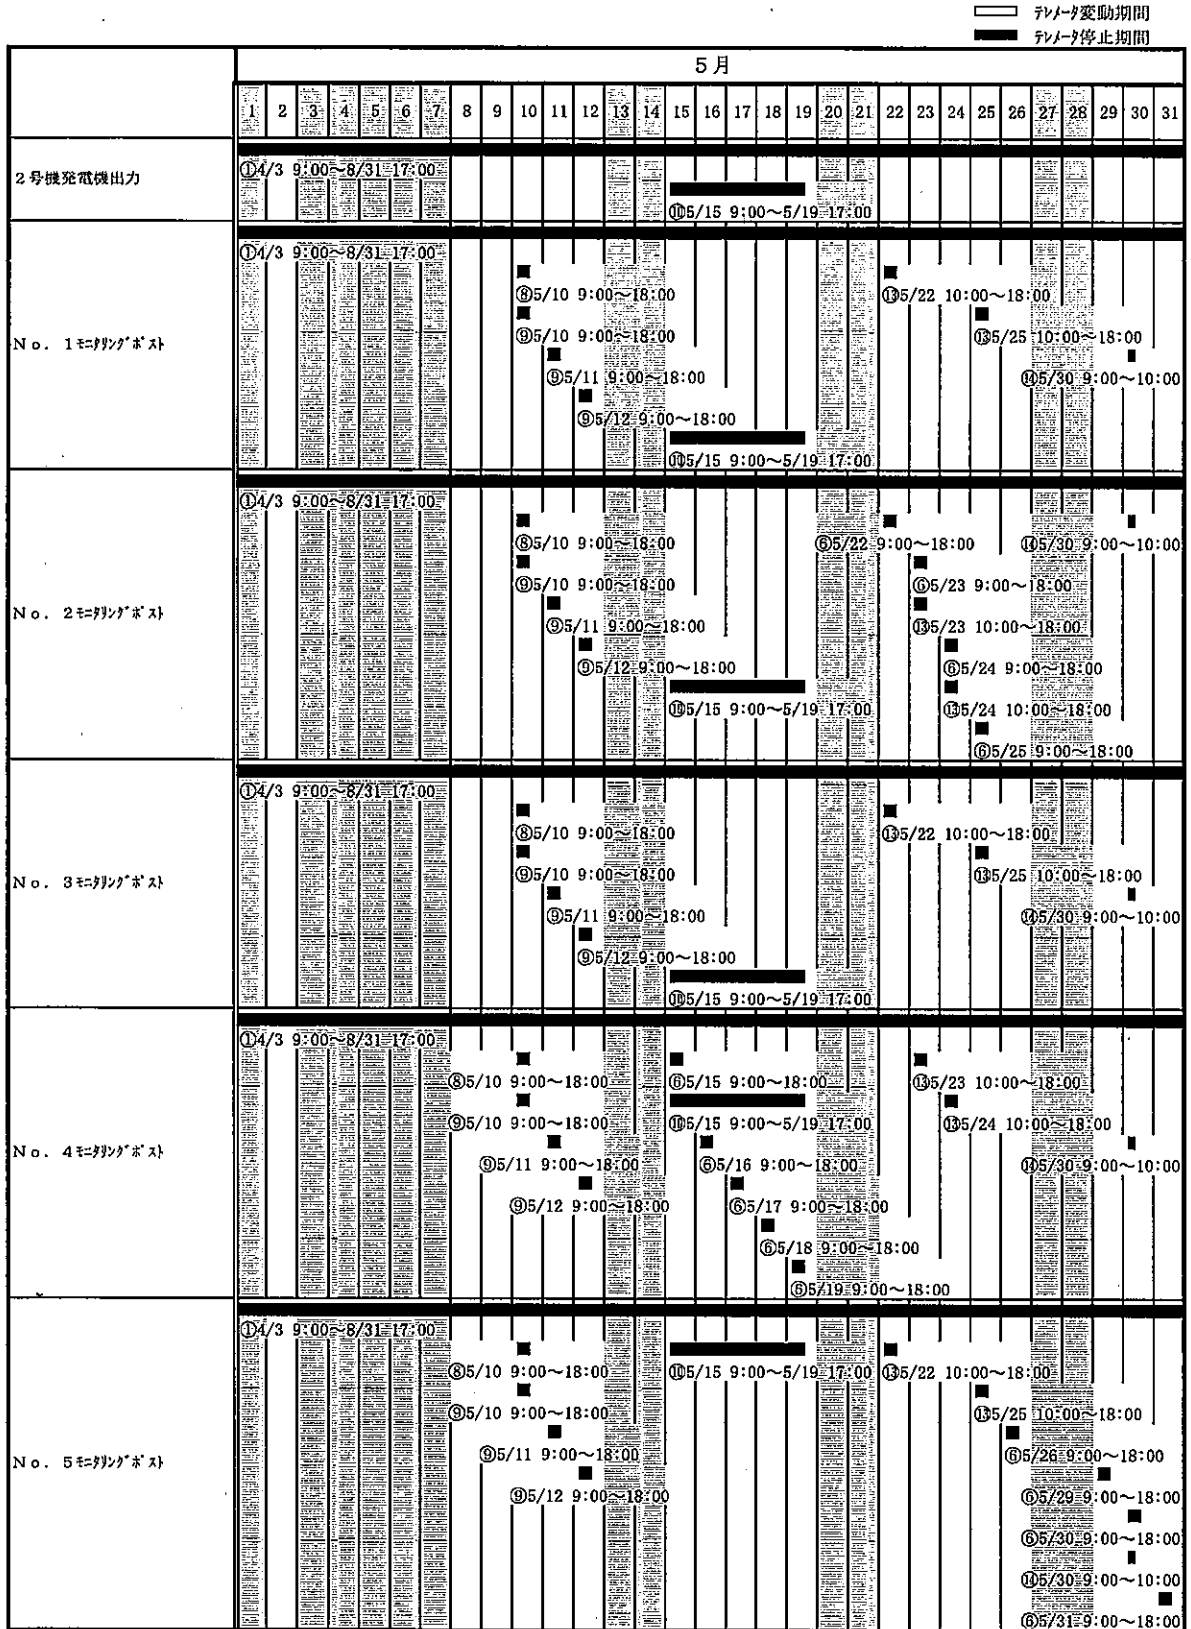 テレメータ変動期間
テレメータ停止期間
5月
1 2 3 4 5 6 7 8 9 10 11 12 13 14 15 16 17 18 19 20 21 22 23 24 25 26 27 28 29 30 31
2号機発電機出力
①4/3 9:00～8/31 17:00
⑩5/15 9:00～5/19 17:00
No. 1モニタリングポスト
①4/3 9:00～8/31 17:00
⑧5/10 9:00～18:00 ⑬5/22 10:00～18:00
⑨5/10 9:00～18:00 ⑬5/25 10:00～18:00
⑨5/11 9:00～18:00 ⑭5/30 9:00～10:00
⑨5/12 9:00～18:00
⑩5/15 9:00～5/19 17:00
No. 2モニタリングポスト
①4/3 9:00～8/31 17:00
⑧5/10 9:00～18:00 ⑥5/22 9:00～18:00 ⑭5/30 9:00～10:00
⑨5/10 9:00～18:00 ⑥5/23 9:00～18:00
⑨5/11 9:00～18:00 ⑬5/23 10:00～18:00
⑨5/12 9:00～18:00 ⑥5/24 9:00～18:00
⑩5/15 9:00～5/19 17:00 ⑬5/24 10:00～18:00
⑥5/25 9:00～18:00
No. 3モニタリングポスト
①4/3 9:00～8/31 17:00
⑧5/10 9:00～18:00 ⑬5/22 10:00～18:00
⑨5/10 9:00～18:00 ⑬5/25 10:00～18:00
⑨5/11 9:00～18:00 ⑭5/30 9:00～10:00
⑨5/12 9:00～18:00
⑩5/15 9:00～5/19 17:00
No. 4モニタリングポスト
①4/3 9:00～8/31 17:00
⑧5/10 9:00～18:00 ⑥5/15 9:00～18:00 ⑬5/23 10:00～18:00
⑨5/10 9:00～18:00 ⑩5/15 9:00～5/19 17:00 ⑬5/24 10:00～18:00
⑨5/11 9:00～18:00 ⑥5/16 9:00～18:00 ⑭5/30 9:00～10:00
⑨5/12 9:00～18:00 ⑥5/17 9:00～18:00
⑥5/18 9:00～18:00
⑥5/19 9:00～18:00
No. 5モニタリングポスト
①4/3 9:00～8/31 17:00
⑧5/10 9:00～18:00 ⑩5/15 9:00～5/19 17:00 ⑬5/22 10:00～18:00
⑨5/10 9:00～18:00 ⑬5/25 10:00～18:00
⑨5/11 9:00～18:00 ⑥5/26 9:00～18:00
⑨5/12 9:00～18:00 ⑥5/29 9:00～18:00
⑥5/30 9:00～18:00
⑭5/30 9:00～10:00
⑥5/31 9:00～18:00